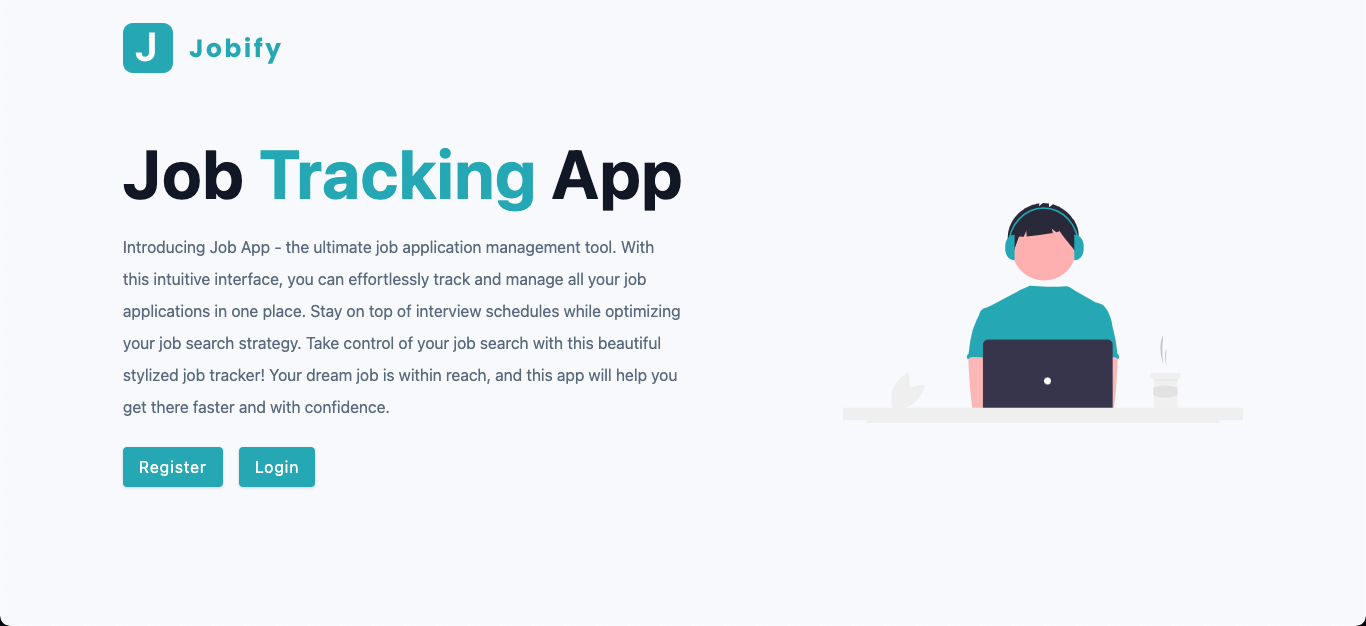 J Jobify
Job Tracking App
Introducing Job App - the ultimate job application management tool. With
this intuitive interface, you can effortlessly track and manage all your job
applications in one place. Stay on top of interview schedules while optimizing
your job search strategy. Take control of your job search with this beautiful
stylized job tracker! Your dream job is within reach, and this app will help you
get there faster and with confidence.
Register Login